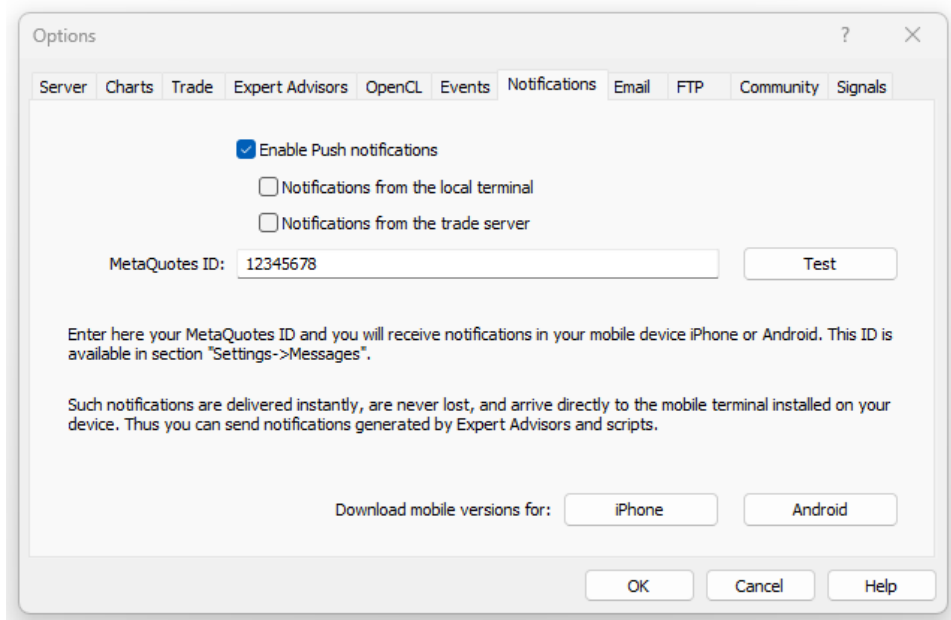 Options ?
Server Charts Trade Expert Advisors OpenCL Events Notifications Email FTP Community Signals
Enable Push notifications
Notifications from the local terminal
Notifications from the trade server
MetaQuotes ID: 12345678 Test
Enter here your MetaQuotes ID and you will receive notifications in your mobile device iPhone or Android. This ID is
available in section "Settings->Messages".
Such notifications are delivered instantly, are never lost, and arrive directly to the mobile terminal installed on your
device. Thus you can send notifications generated by Expert Advisors and scripts.
Download mobile versions for: iPhone Android
OK Cancel Help